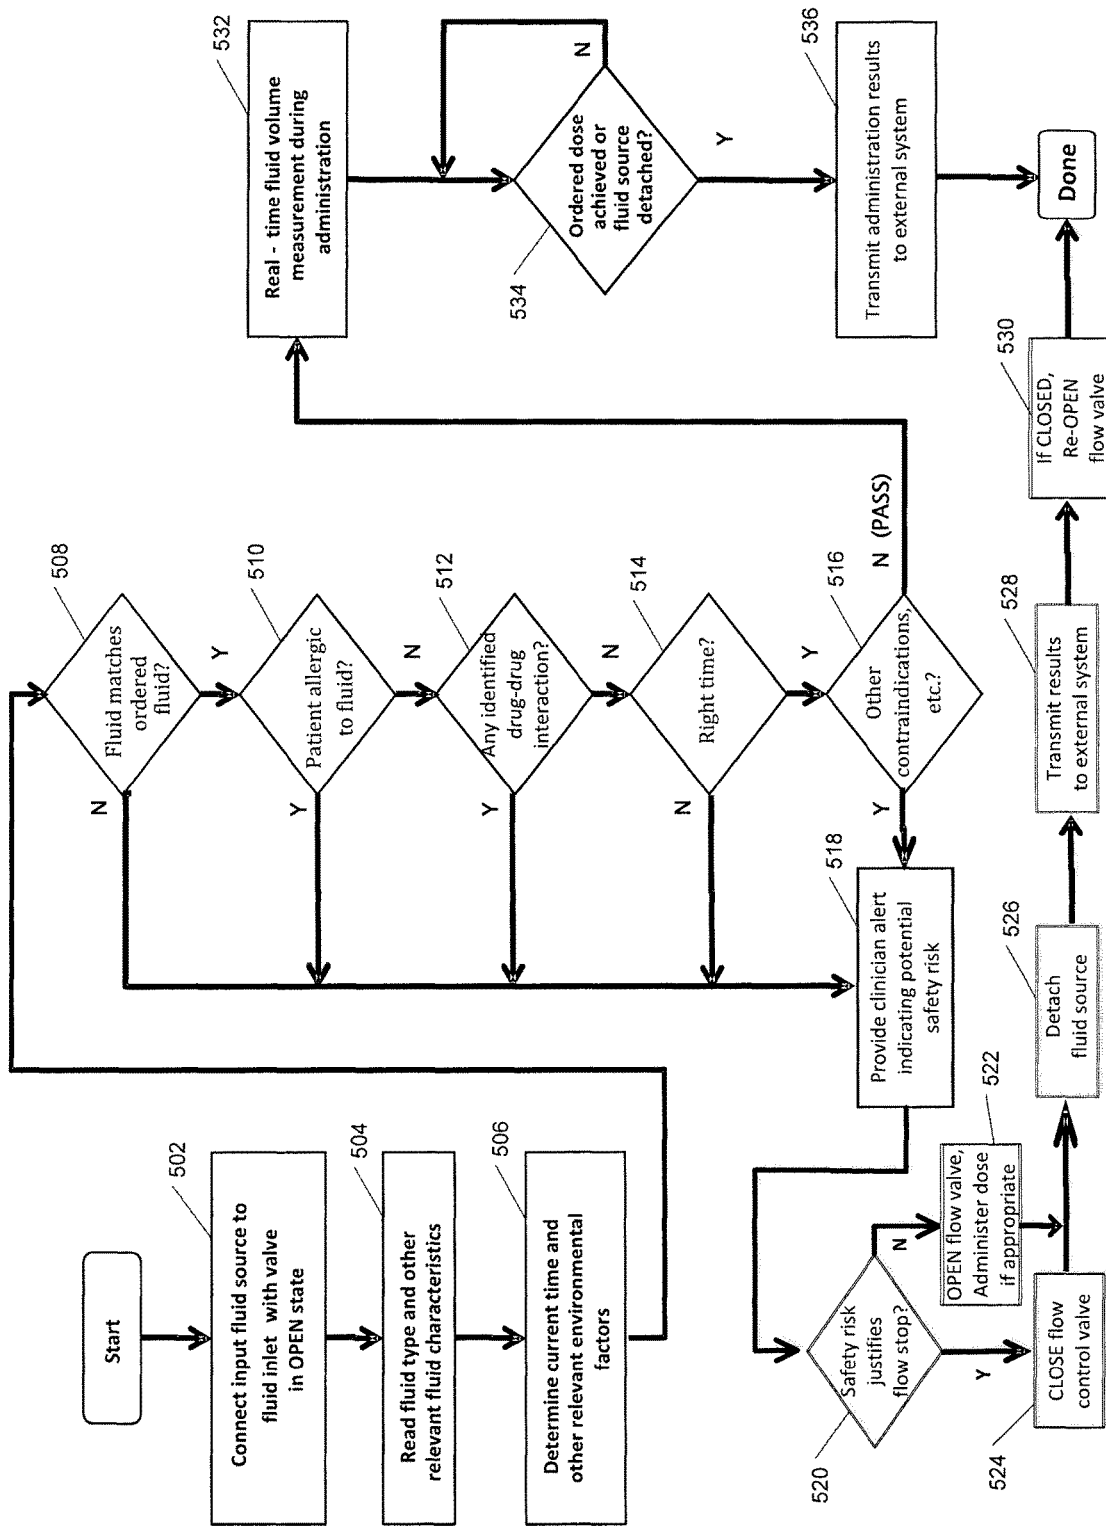 Start
502
Connect input fluid source to
fluid inlet with valve
in OPEN state
504
Read fluid type and other
relevant fluid characteristics
506
Determine current time and
other relevant environmental
factors
508
Fluid matches
ordered
fluid?
N
Y
510
Patient allergic
to fluid?
Y
N
512
Any identified
drug-drug
interaction?
Y
N
514
Right time?
N
Y
516
Other
contraindications,
etc.?
Y
N (PASS)
518
Provide clinician alert
indicating potential
safety risk
520
Safety risk
justifies
flow stop?
N
Y
522
OPEN flow valve,
Administer dose
if appropriate
524
CLOSE flow
control valve
526
Detach
fluid source
528
Transmit results
to external system
530
If CLOSED,
Re-OPEN
flow valve
532
Real - time fluid volume
measurement during
administration
534
Ordered dose
achieved or
fluid source
detached?
N
Y
536
Transmit administration results
to external system
Done